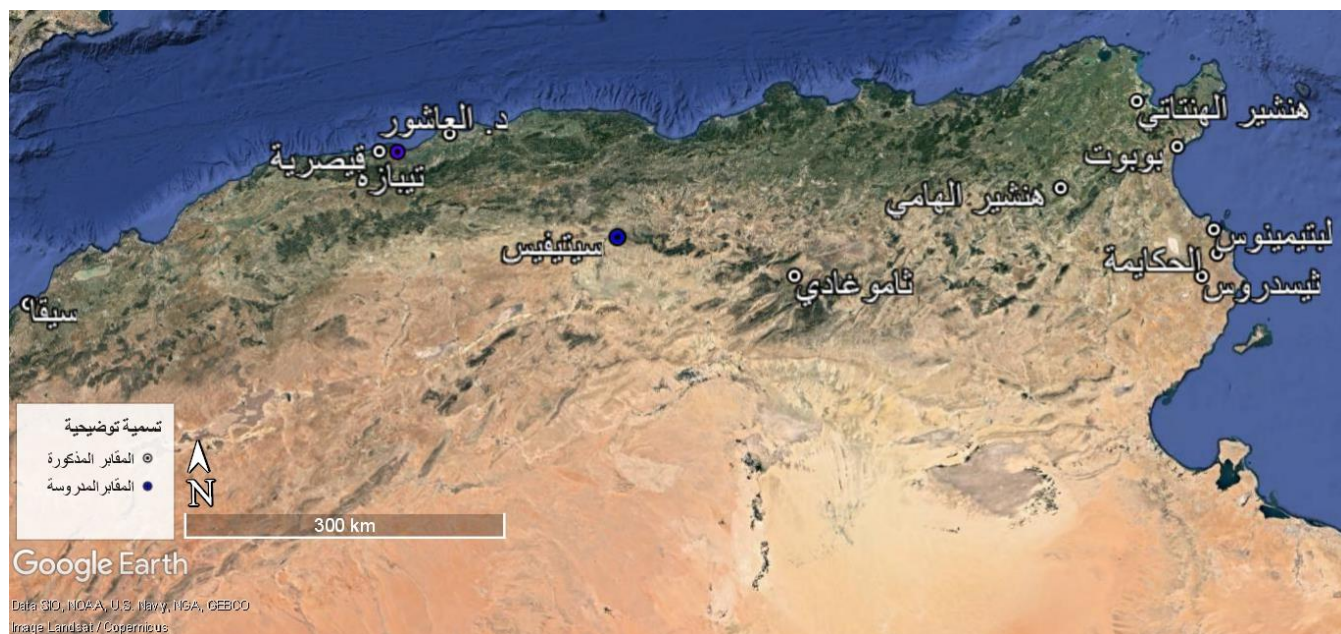 د. العاشور
قيصرية
تيبازة
هنشير الهنتاتي
بوبوت
هنشير الهامي
لبتيمينوس
الحكايمة
ثيسدروس
سيتيفيس
ثاموغادي
سيقا
تسمية توضيحية
المقابر المذكورة
المقابر المدروسة
N
300 km
Google Earth
Data SIO, NOAA, U.S. Navy, NGA, GEBCO
Image Landsat / Copernicus